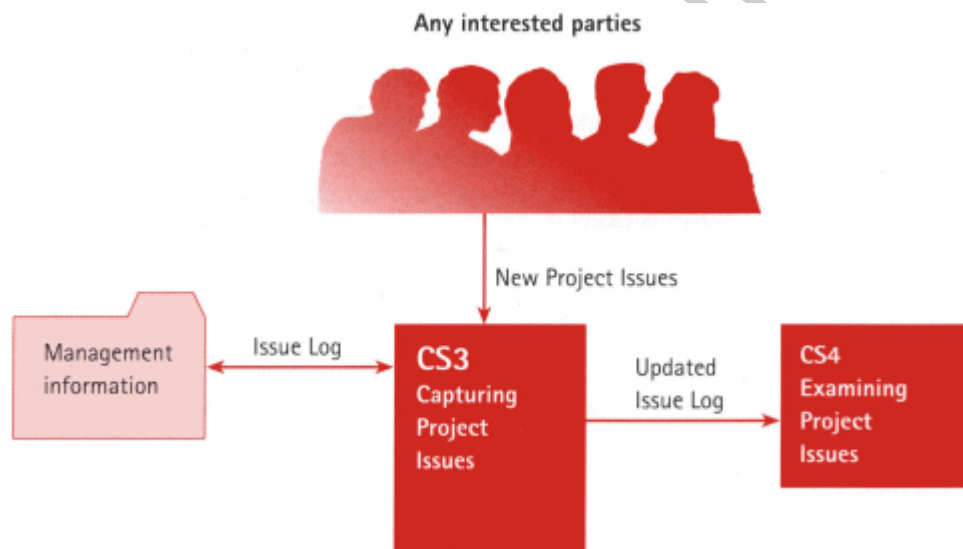 Any interested parties
New Project Issues
Management
information
Issue Log
CS3
Capturing
Project
Issues
Updated
Issue Log
CS4
Examining
Project
Issues